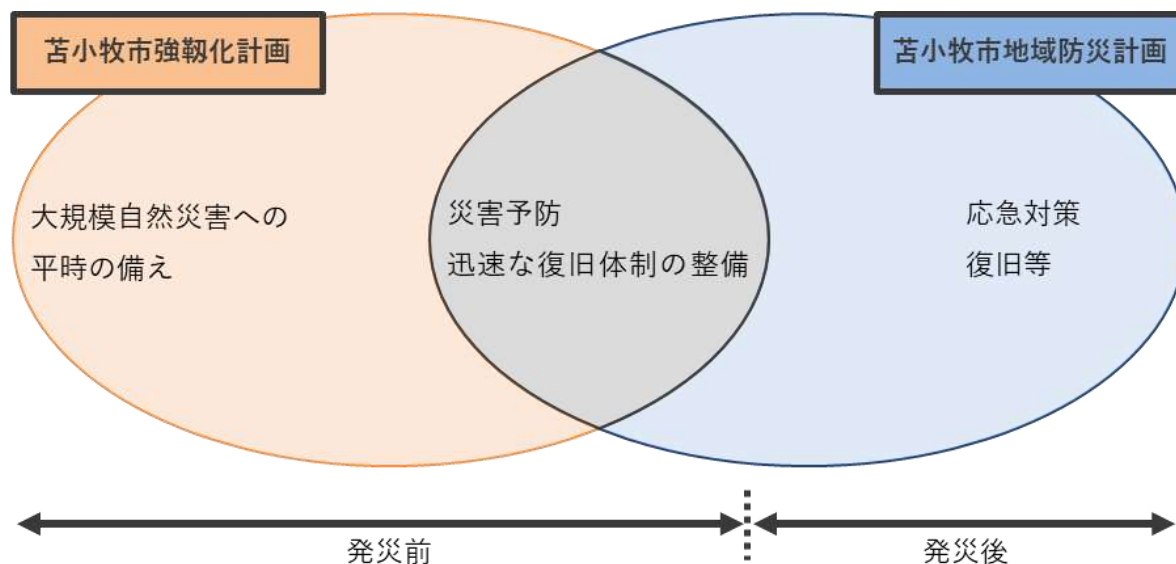 苫小牧市強靱化計画
苫小牧市地域防災計画
大規模自然災害への
平時の備え
災害予防
迅速な復旧体制の整備
応急対策
復旧等
発災前
発災後